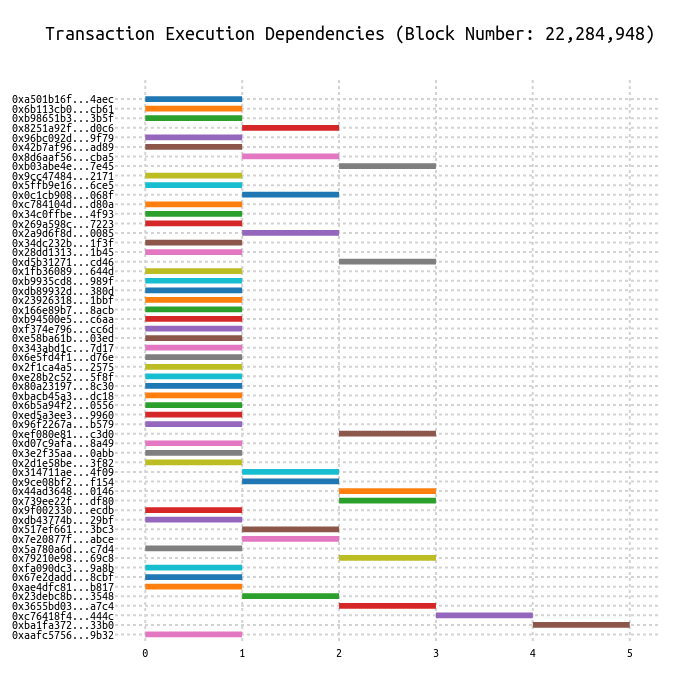 Transaction Execution Dependencies (Block Number: 22,284,948)
0xa501b16f...4aec
0x6b113cb0...cb61
0xb98651b3...3b5f
0x8251a92f...d0c6
0x96bc092d...9f79
0x42b7af96...ad89
0x8d6aaf56...cba5
0xb03abe4e...7e45
0x9cc47484...2171
0x5ffb9e16...6ce5
0x0c1cb908...068f
0xc784104d...d80a
0x34c0ffbe...4f93
0x269a598c...7223
0x2a9d6f8d...0085
0x34dc232b...1f3f
0x28dd1313...1b45
0xd5b31271...cd46
0x1fb36089...644d
0xb9935cd8...989f
0xdb89932d...380d
0x23926318...1bbf
0x166e89b7...8acb
0xb94500e5...c6aa
0xf374e796...cc6d
0xe58ba61b...03ed
0x343abd1c...7d17
0x6e5fd4f1...d76e
0x2f1ca4a5...2575
0xe28b2c52...5f8f
0x80a23197...8c30
0xbacb45a3...dc18
0x6b5a94f2...0556
0xed5a3ee3...9960
0x96f2267a...b579
0xef080e81...c3d0
0xd07c9afa...8a49
0x3e2f35aa...0abb
0x2d1e58be...3f82
0x314711ae...4f09
0x9ce08bf2...f154
0x44ad3648...0146
0x739ee22f...df80
0x9f002330...ecdb
0xdb43774b...29bf
0x517ef661...3bc3
0x7e20877f...abce
0x5a780a6d...c7d4
0x79210e98...69c8
0xfa090dc3...9a8b
0x67e2dadd...8cbf
0xae4dfc81...b817
0x23debc8b...3548
0x3655bd03...a7c4
0xc76418f4...444c
0xba1fa372...33b0
0xaafc5756...9b32
0 1 2 3 4 5